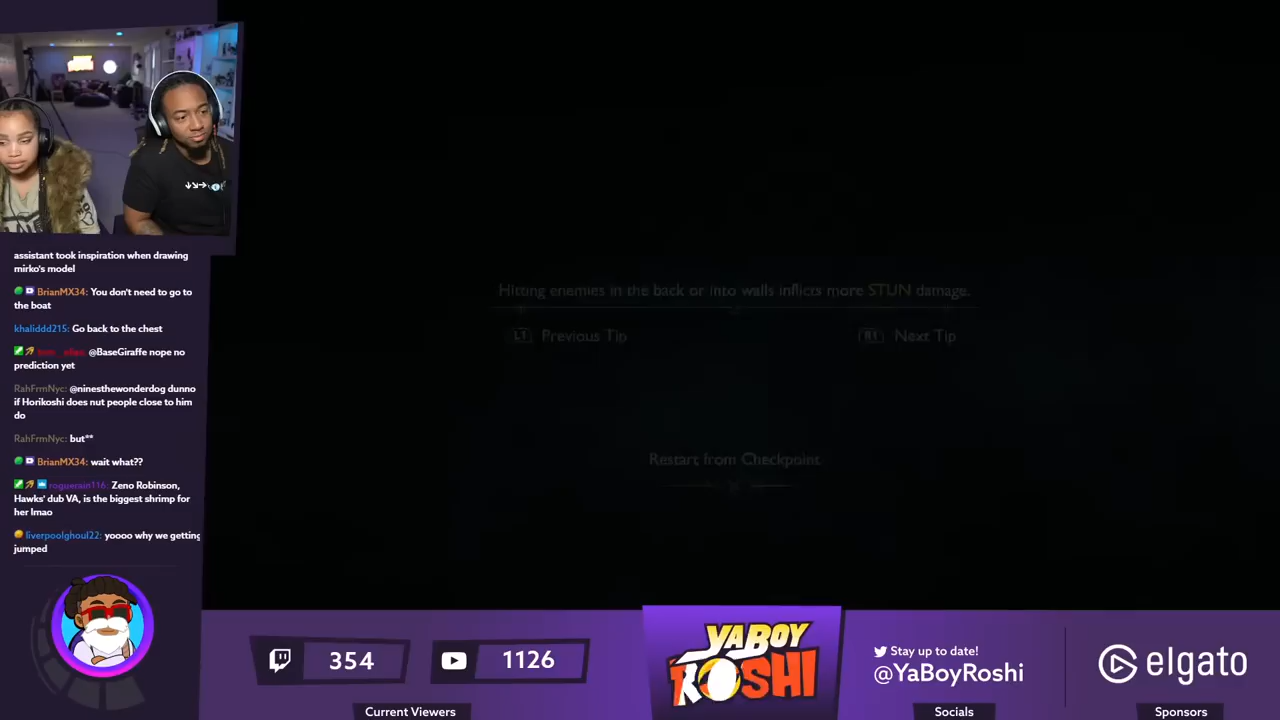 assistant took inspiration when drawing
mirko's model
BrianMX34: You don't need to go to
the boat
khaliddd215: Go back to the chest
@BaseGiraffe nope no
prediction yet
RahFrmNyc: @ninesthewonderdog dunno
if Horikoshi does nut people close to him
do
RahFrmNyc: but**
BrianMX34: wait what??
roguerain116: Zeno Robinson,
Hawks' dub VA, is the biggest shrimp for
her lmao
liverpoolghoul22: yoooo why we getting
jumped
Hitting enemies in the back or into walls inflicts more STUN damage.
L1 Previous Tip
R1 Next Tip
Restart from Checkpoint
354
1126
Current Viewers
YABOY
ROSHI
Stay up to date!
@YaBoyRoshi
Socials
elgato
Sponsors